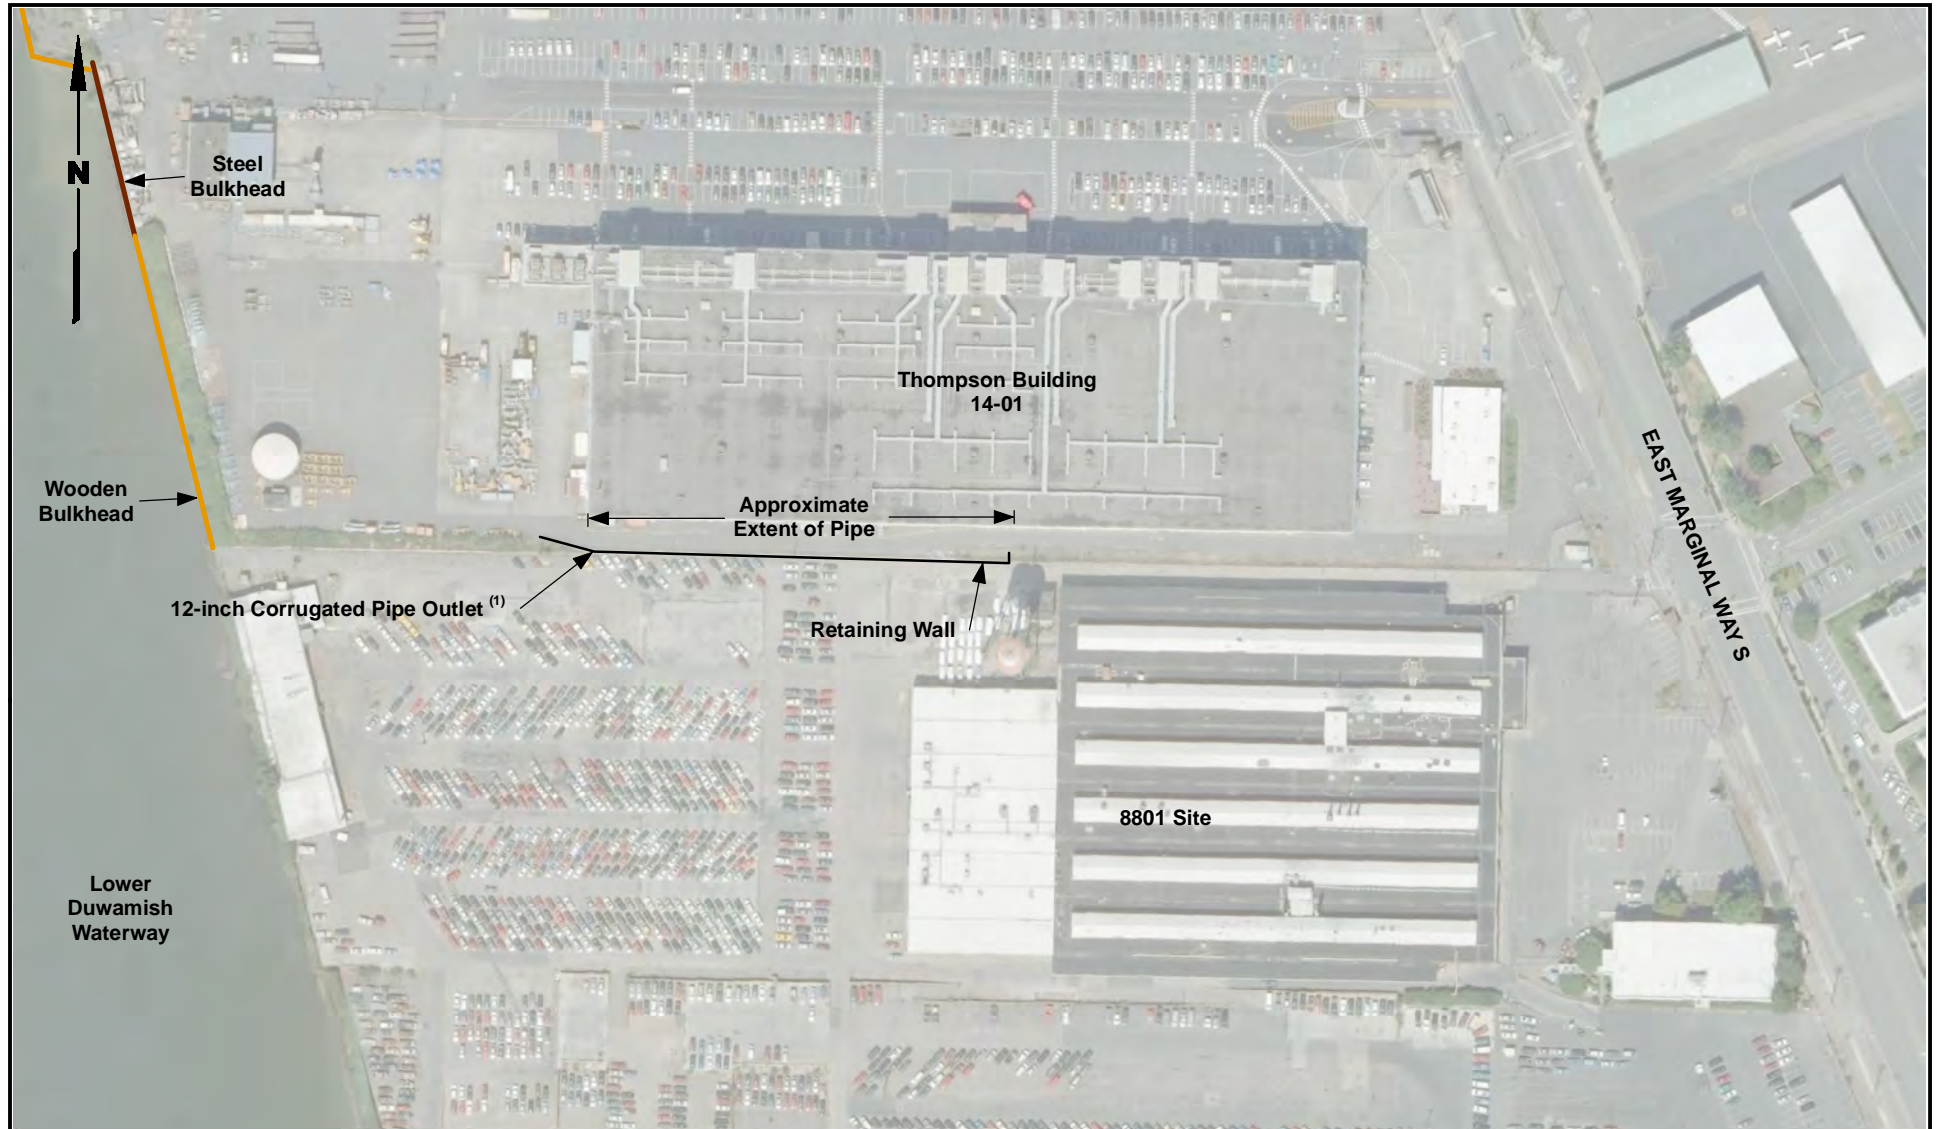 N
Steel
Bulkhead
Thompson Building
14-01
EAST MARGINAL WAY S
Wooden
Bulkhead
Approximate
Extent of Pipe
12-inch Corrugated Pipe Outlet (1)
Retaining Wall
8801 Site
Lower
Duwamish
Waterway